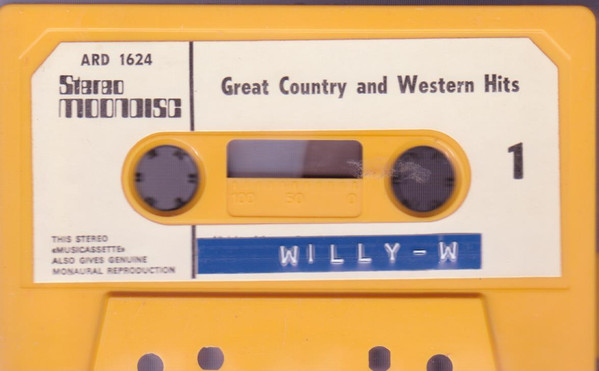 ARD 1624
Stereo
MOONDISC
Great Country and Western Hits
1
100 50 0
THIS STEREO
«MUSICASSETTE»
ALSO GIVES GENUINE
MONAURAL REPRODUCTION
WILLY-W